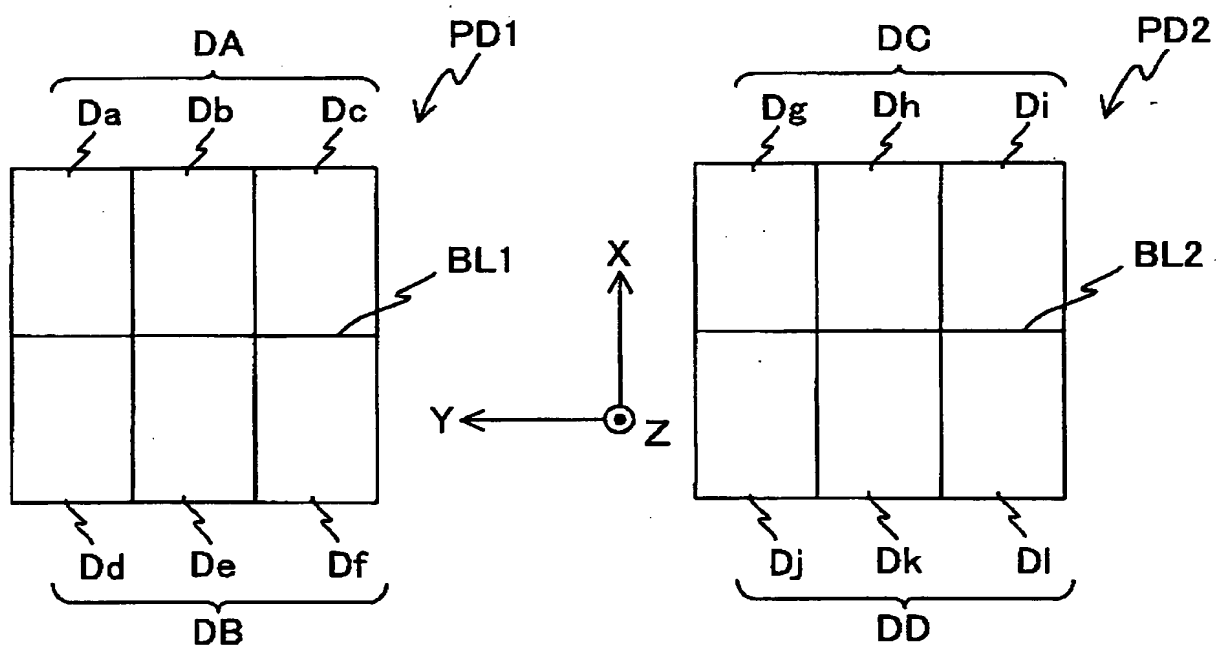 DA
PD1
Da Db Dc
BL1
Dd De Df
DB
X
Y
Z
DC
PD2
Dg Dh Di
BL2
Dj Dk Dl
DD